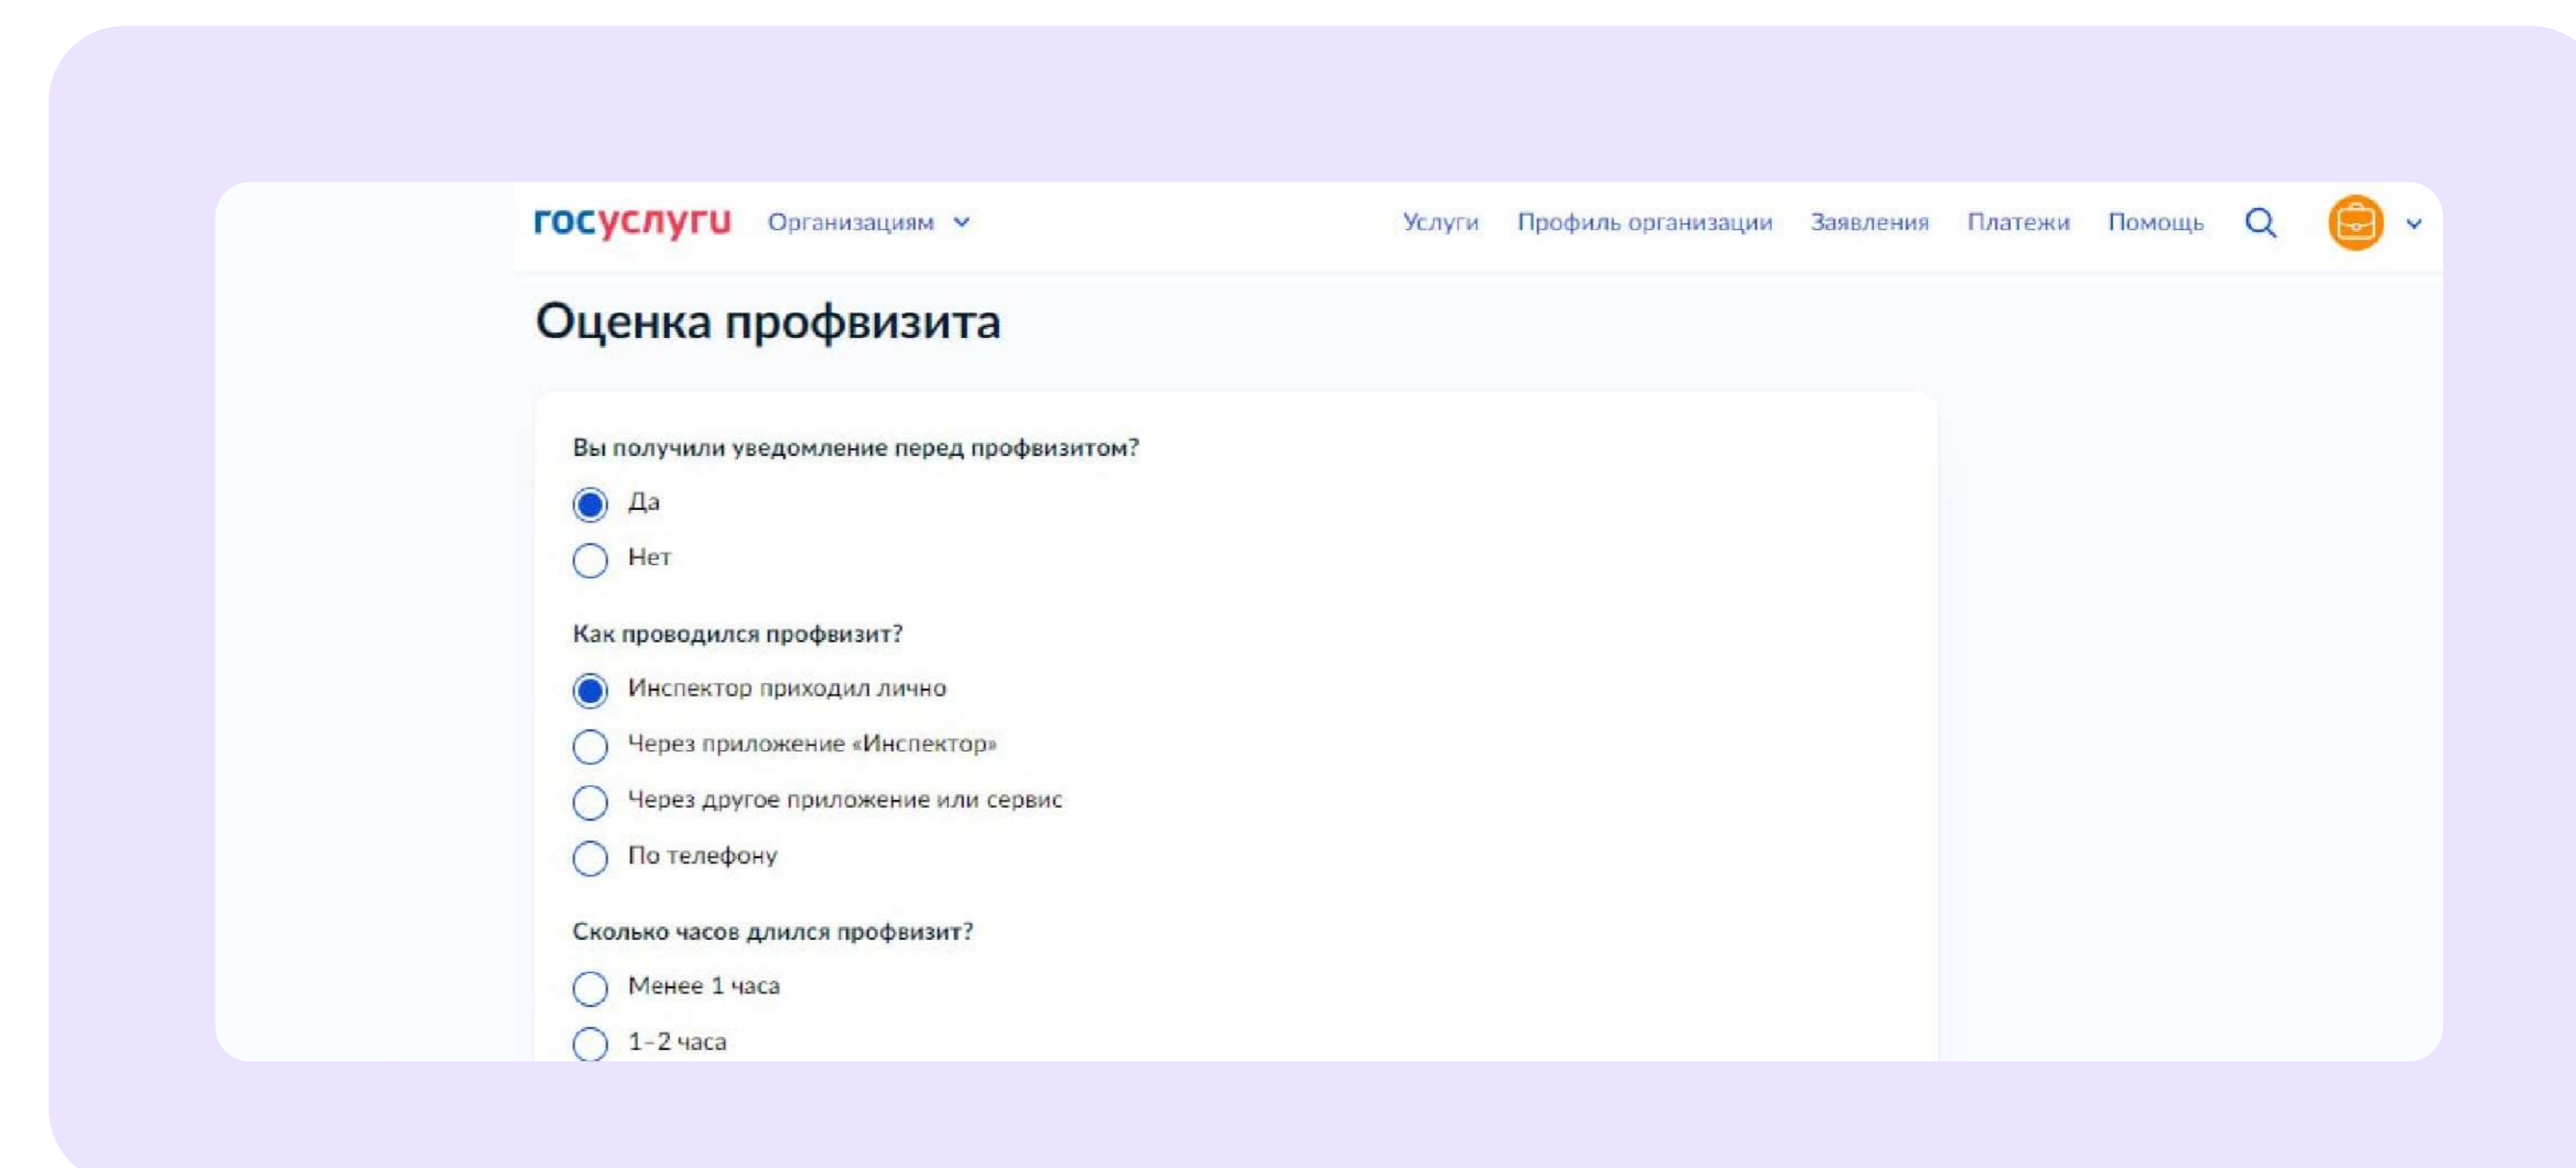 госуслуги Организациям Услуги Профиль организации Заявления Платежи Помощь
Оценка профвизита
Вы получили уведомление перед профвизитом?
Да
Нет
Как проводился профвизит?
Инспектор приходил лично
Через приложение «Инспектор»
Через другое приложение или сервис
По телефону
Сколько часов длился профвизит?
Менее 1 часа
1–2 часа